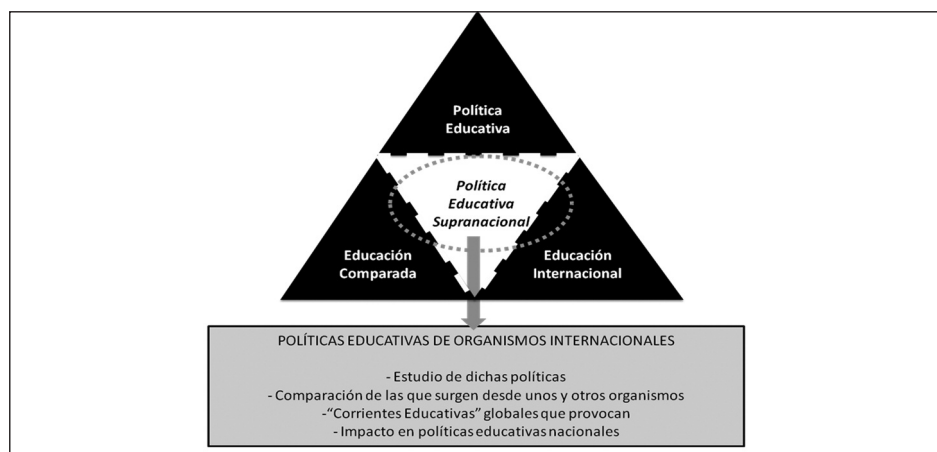 Política
Educativa
Política
Educativa
Supranacional
Educación
Comparada
Educación
Internacional
POLÍTICAS EDUCATIVAS DE ORGANISMOS INTERNACIONALES
- Estudio de dichas políticas
- Comparación de las que surgen desde unos y otros organismos
-“Corrientes Educativas” globales que provocan
- Impacto en políticas educativas nacionales